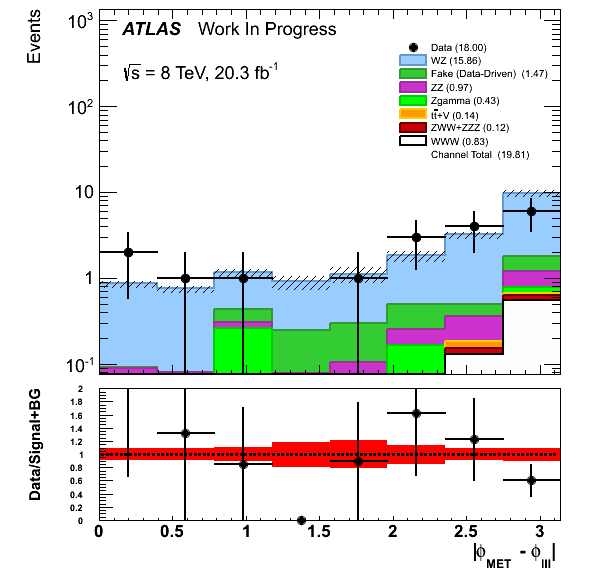 Events
ATLAS Work In Progress
√s = 8 TeV, 20.3 fb⁻¹
Data (18.00)
WZ (15.86)
Fake (Data-Driven) (1.47)
ZZ (0.97)
Zgamma (0.43)
tt̄+V (0.14)
ZWW+ZZZ (0.12)
WWW (0.83)
Channel Total (19.81)
10³
10²
10
1
10⁻¹
Data/Signal+BG
2
1.8
1.6
1.4
1.2
1
0.8
0.6
0.4
0.2
0
0 0.5 1 1.5 2 2.5 3
|ϕ_MET - ϕ_lll|